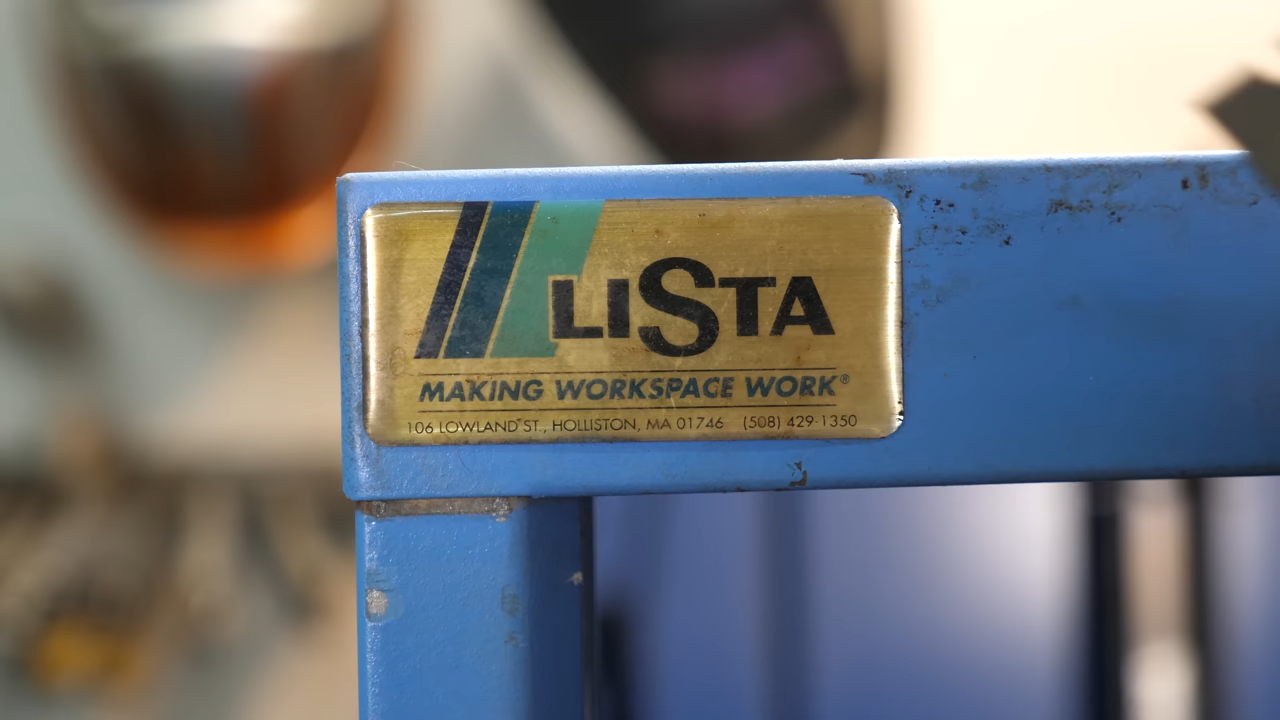 LISTA
MAKING WORKSPACE WORK®
106 LOWLAND ST., HOLLISTON, MA 01746 (508) 429-1350